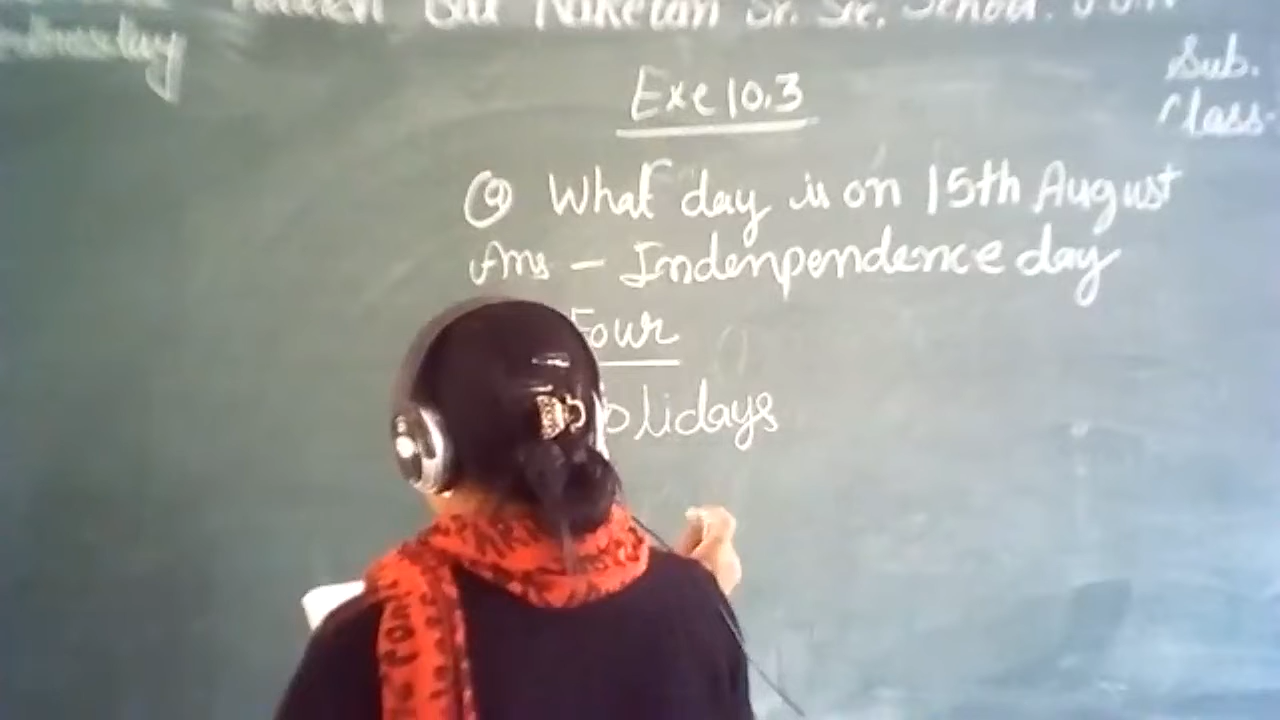 Bal Niketan Sr. Sec. School.
Sub.
Class-
Exe 10.3
Q What day is on 15th August
Ans - Indenpendence day
Four
olidays